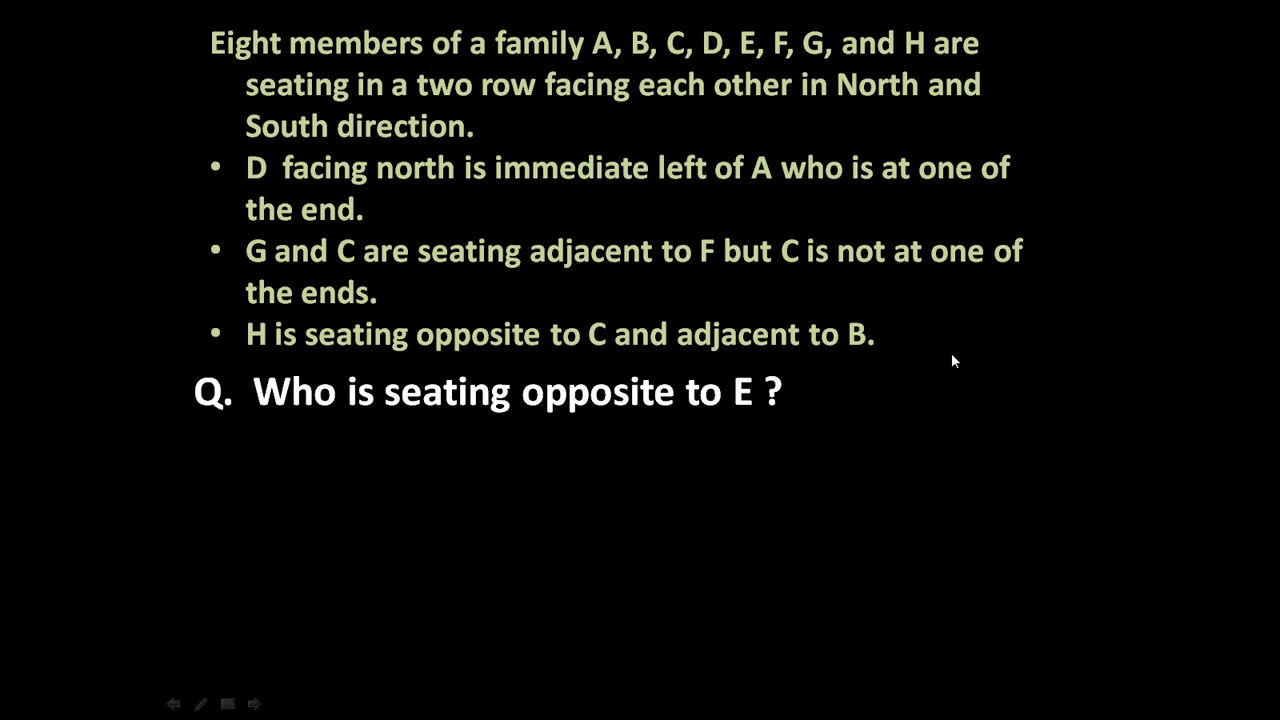 Eight members of a family A, B, C, D, E, F, G, and H are
seating in a two row facing each other in North and
South direction.
• D facing north is immediate left of A who is at one of
the end.
• G and C are seating adjacent to F but C is not at one of
the ends.
• H is seating opposite to C and adjacent to B.
Q. Who is seating opposite to E ?